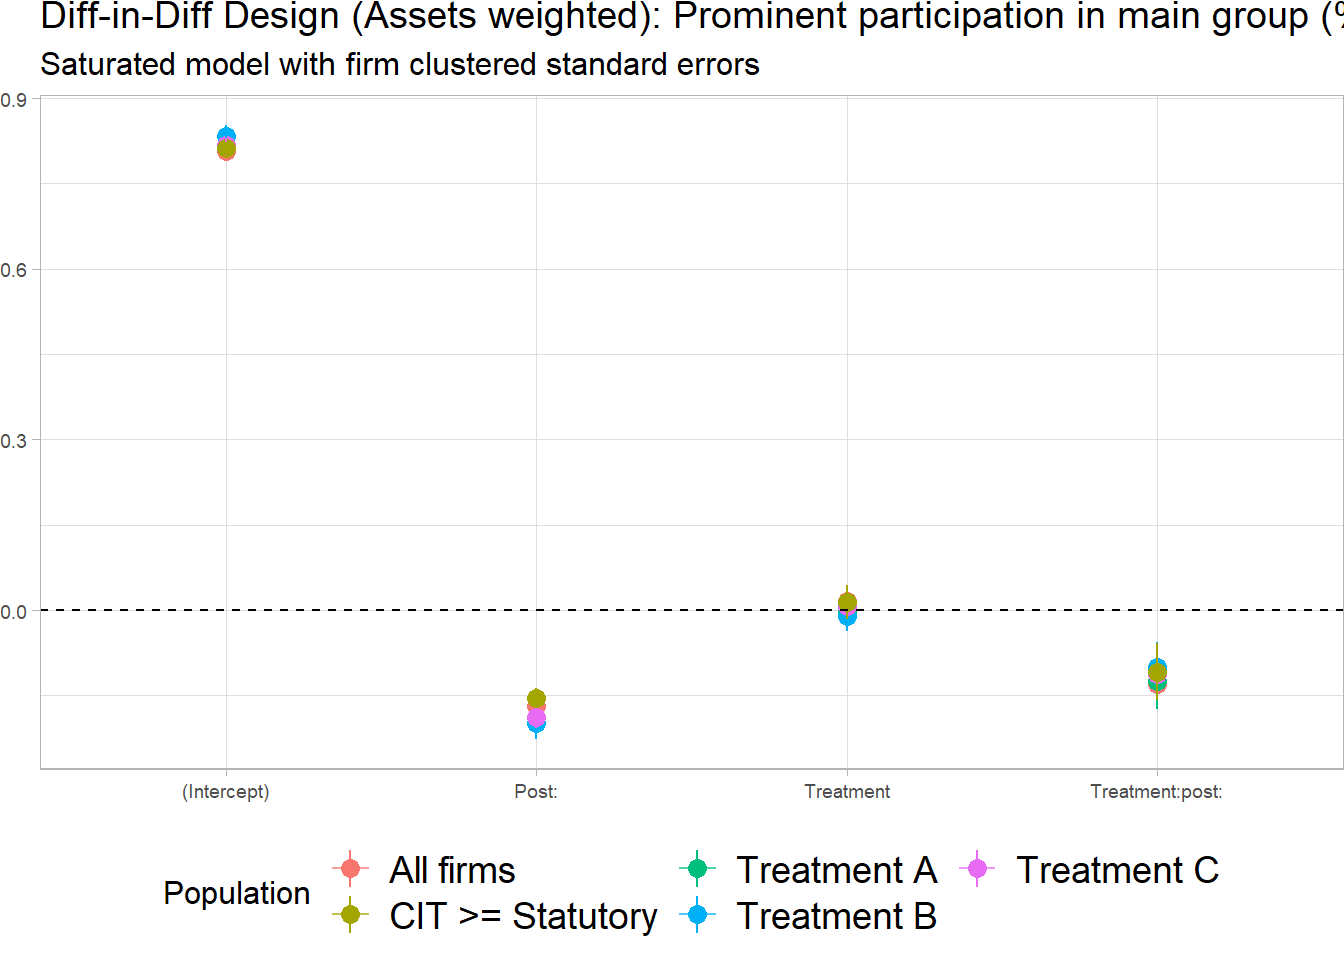 Diff-in-Diff Design (Assets weighted): Prominent participation in main group (%
Saturated model with firm clustered standard errors
0.9
0.6
0.3
0.0
(Intercept) Post: Treatment Treatment:post:
Population
All firms Treatment A Treatment C
CIT >= Statutory Treatment B